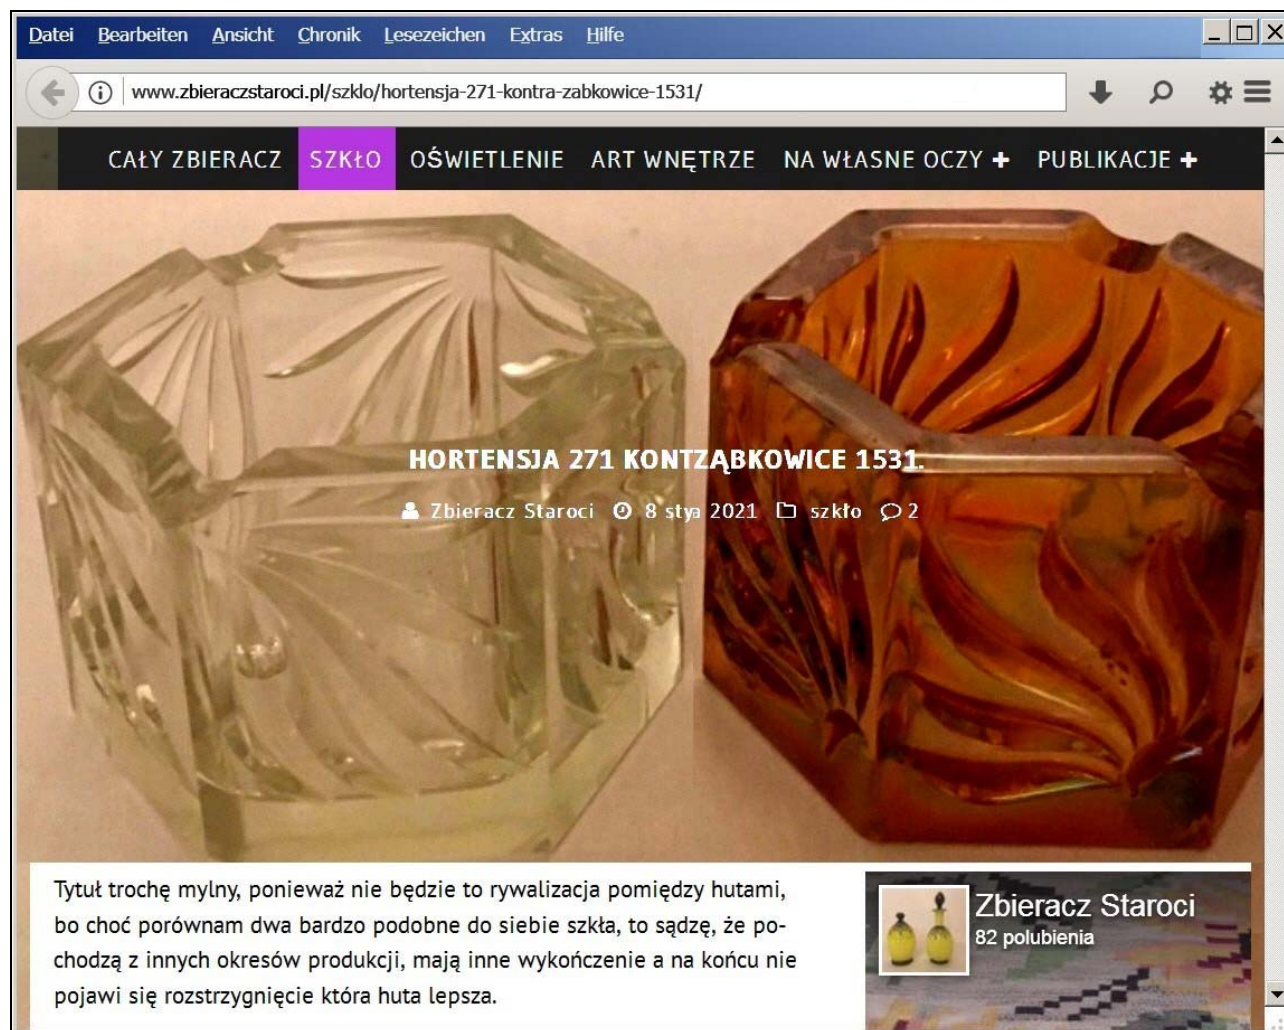 Datei Bearbeiten Ansicht Chronik Lesezeichen Extras Hilfe
www.zbieraczstaroci.pl/szklo/hortensja-271-kontra-zabkowice-1531/
CAŁY ZBIERACZ SZKŁO OŚWIETLENIE ART WNĘTRZE NA WŁASNE OCZY + PUBLIKACJE +
HORTENSJA 271 KONTZĄBKOWICE 1531.
Zbieracz Staroci 8 stya 2021 szkło 2
Tytuł trochę mylny, ponieważ nie będzie to rywalizacja pomiędzy hutami,
bo choć porównam dwa bardzo podobne do siebie szkła, to sądzę, że po-
chodzą z innych okresów produkcji, mają inne wykończenie a na końcu nie
pojawi się rozstrzygnięcie która huta lepsza.
Zbieracz Staroci
82 polubienia